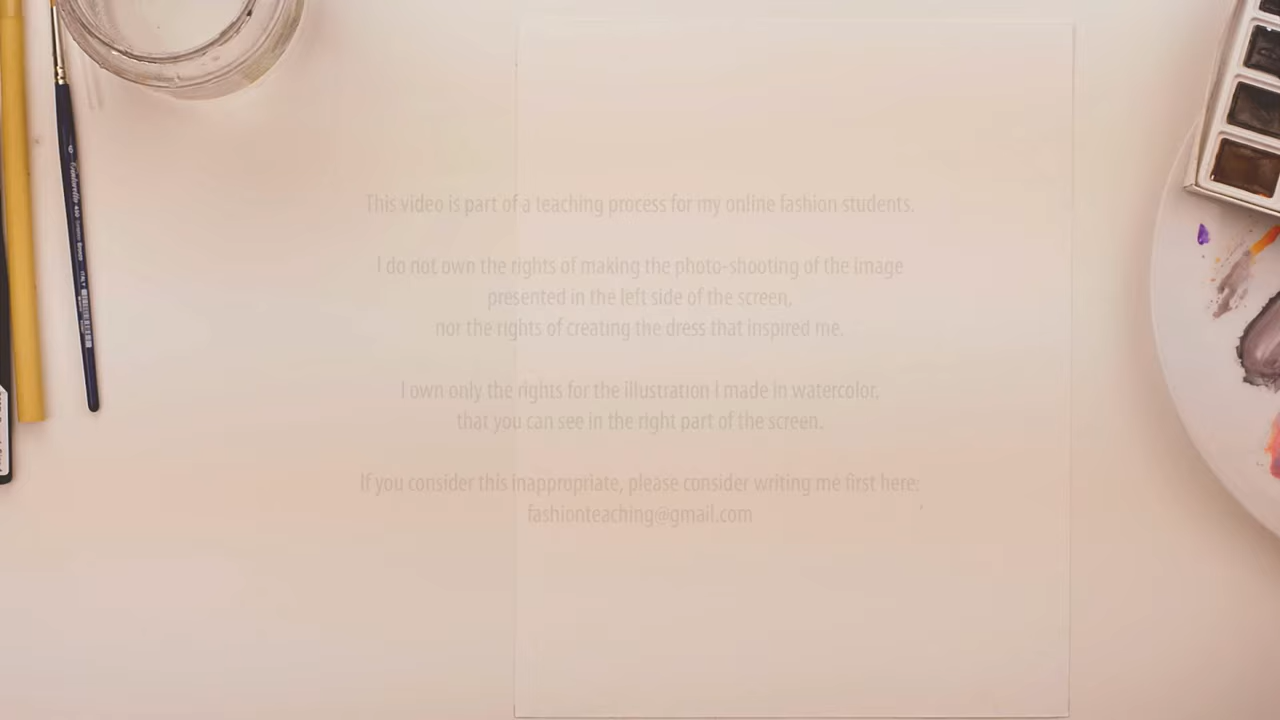 This video is part of a teaching process for my online fashion students.
I do not own the rights of making the photo-shooting of the image
presented in the left side of the screen,
nor the rights of creating the dress that inspired me.
I own only the rights for the illustration I made in watercolor,
that you can see in the right part of the screen.
If you consider this inappropriate, please consider writing me first here:
fashionteaching@gmail.com